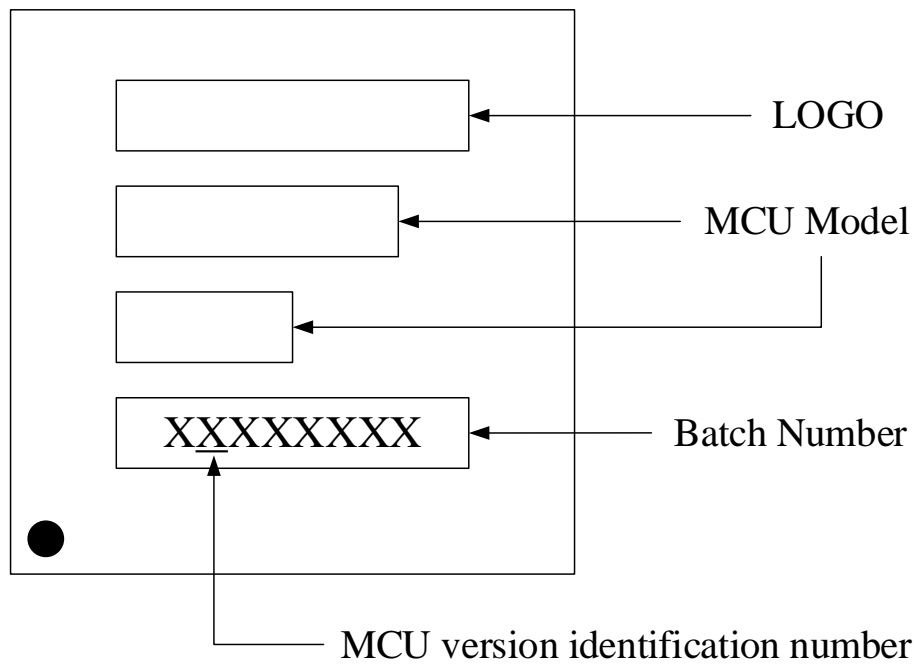 LOGO
MCU Model
XXXXXXXX
Batch Number
MCU version identification number